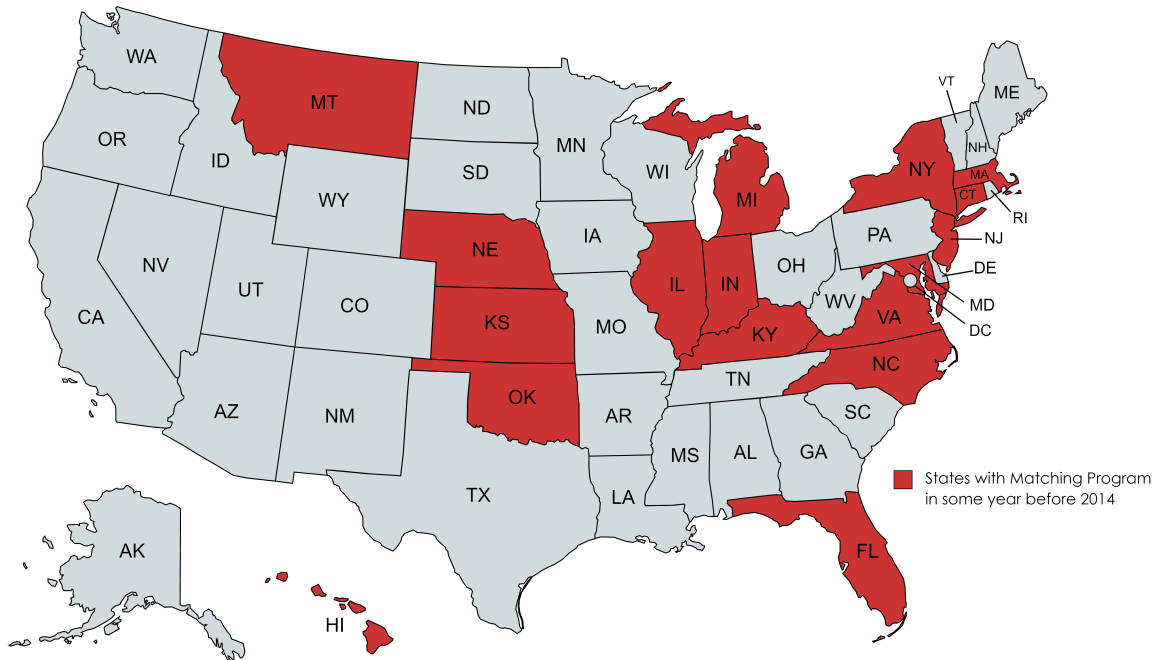 WA
MT
ND
MN
VT
ME
OR
ID
SD
WI
NH
NY
MA
WY
MI
CT
RI
IA
PA
NJ
NE
NV
OH
DE
UT
IL
IN
CO
WV
MD
CA
KS
MO
VA
DC
KY
NC
TN
OK
AZ
NM
AR
SC
MS
AL
GA
States with Matching Program
in some year before 2014
TX
LA
AK
FL
HI